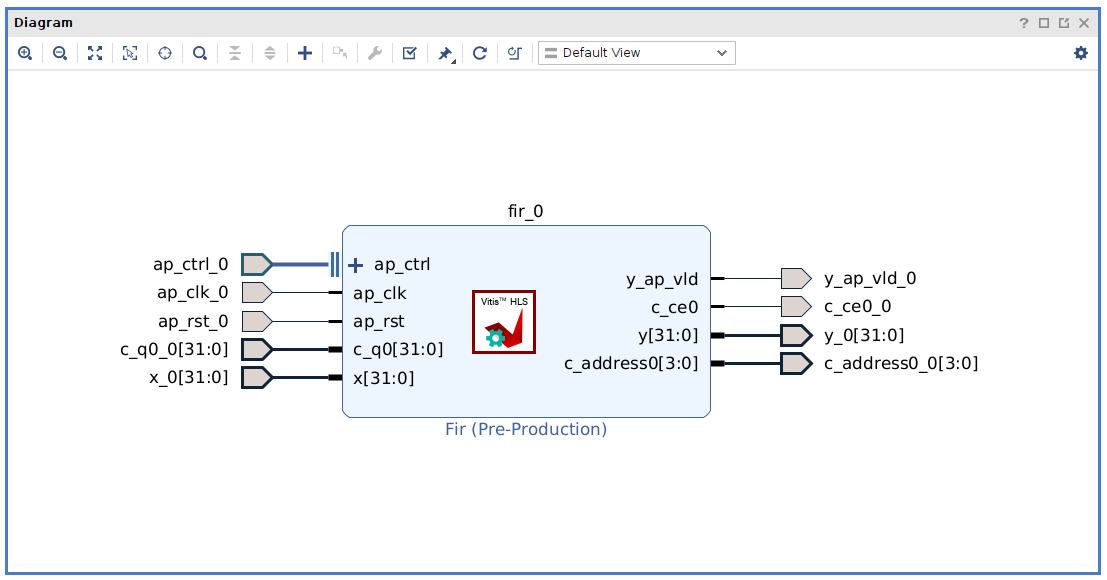 Diagram
?
Default View
fir_0
ap_ctrl_0
ap_clk_0
ap_rst_0
c_q0_0[31:0]
x_0[31:0]
ap_ctrl
ap_clk
ap_rst
c_q0[31:0]
x[31:0]
Vitis™ HLS
y_ap_vld
c_ce0
y[31:0]
c_address0[3:0]
y_ap_vld_0
c_ce0_0
y_0[31:0]
c_address0_0[3:0]
Fir (Pre-Production)